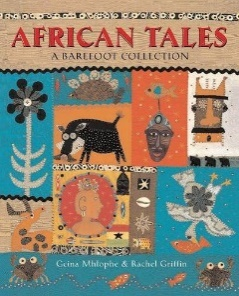 AFRICAN TALES
A BAREFOOT COLLECTION
Gcina Mhlophe & Rachel Griffin